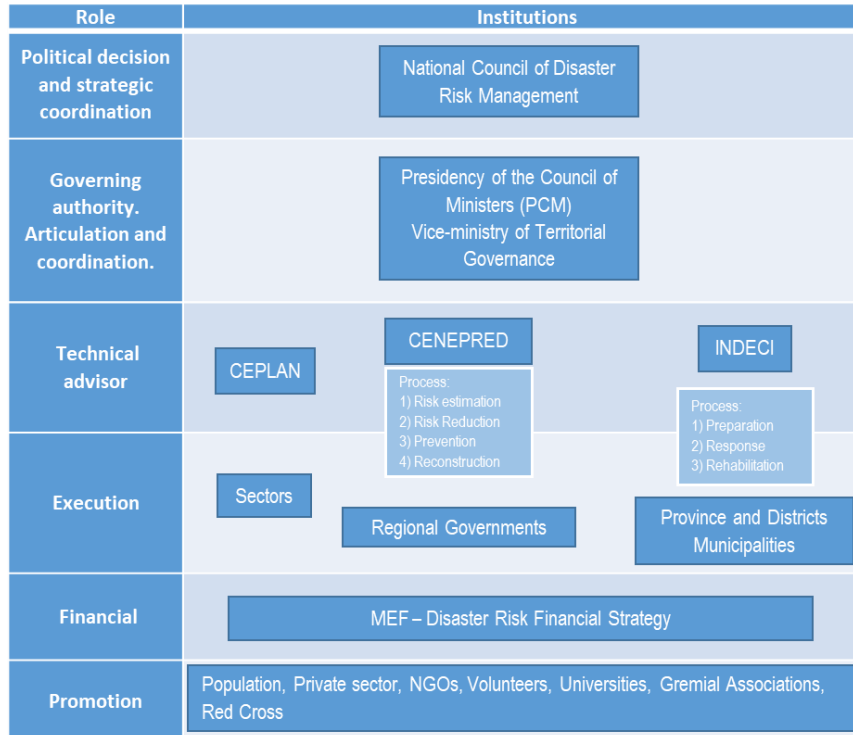 Role
Institutions
Political decision
and strategic
coordination
National Council of Disaster
Risk Management
Governing
authority.
Articulation and
coordination.
Presidency of the Council of
Ministers (PCM)
Vice-ministry of Territorial
Governance
Technical
advisor
CEPLAN
CENEPRED
Process:
1) Risk estimation
2) Risk Reduction
3) Prevention
4) Reconstruction
INDECI
Process:
1) Preparation
2) Response
3) Rehabilitation
Execution
Sectors
Regional Governments
Province and Districts
Municipalities
Financial
MEF – Disaster Risk Financial Strategy
Promotion
Population, Private sector, NGOs, Volunteers, Universities, Gremial Associations,
Red Cross